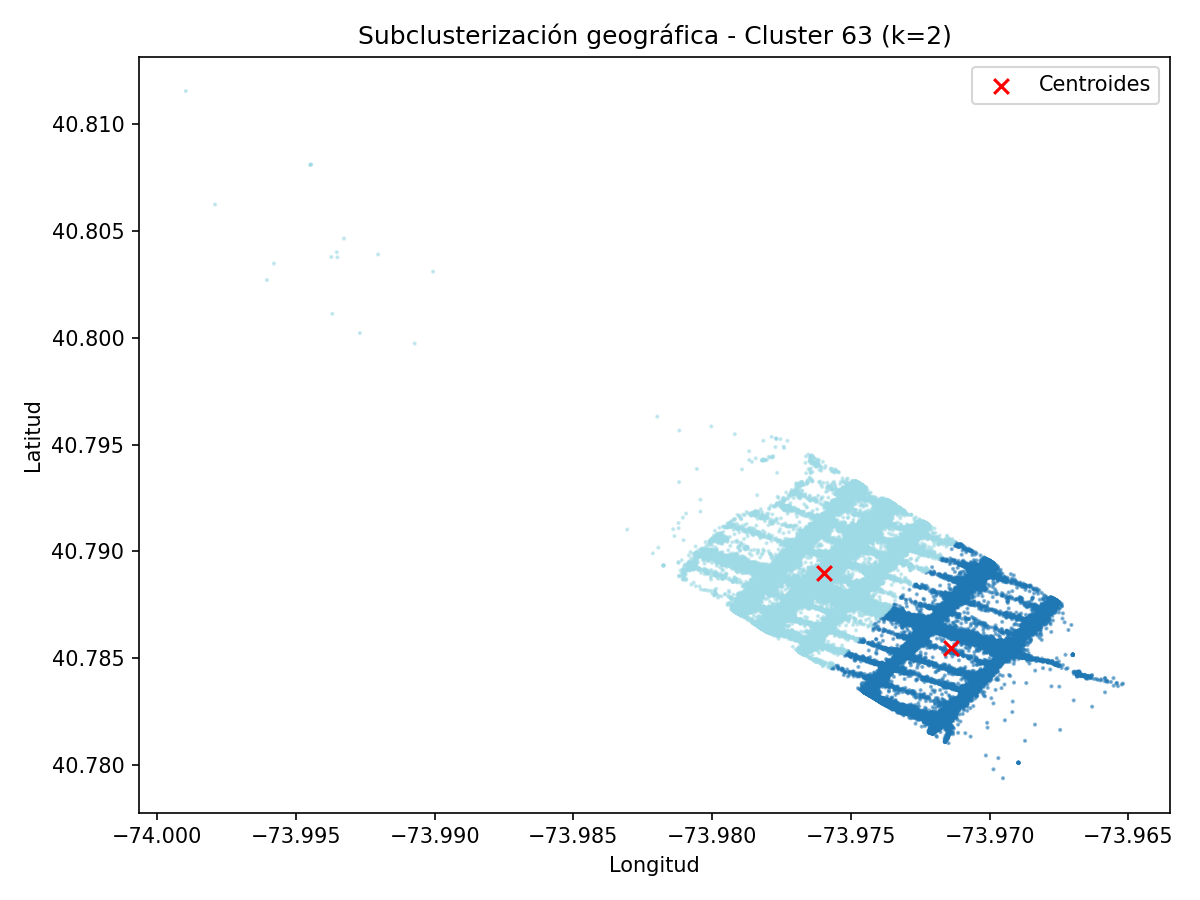 Subclusterización geográfica - Cluster 63 (k=2)
Centroides
40.810
40.805
40.800
40.795
40.790
40.785
40.780
Latitud
−74.000 −73.995 −73.990 −73.985 −73.980 −73.975 −73.970 −73.965
Longitud